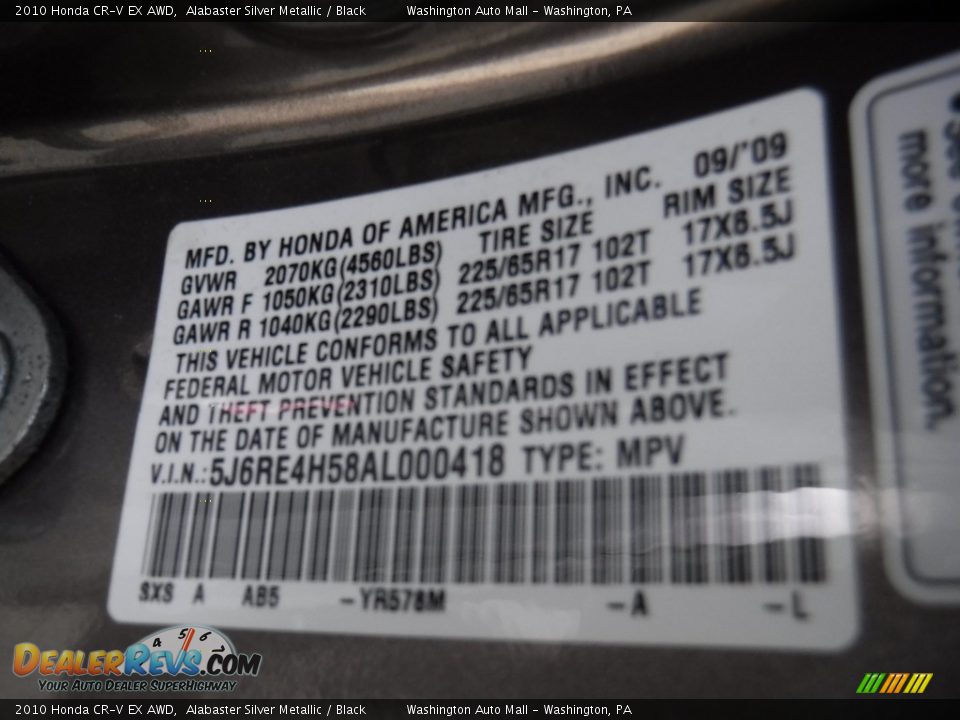 2010 Honda CR-V EX AWD,  Alabaster Silver Metallic / Black        Washington Auto Mall - Washington, PA
MFD. BY HONDA OF AMERICA MFG., INC. 09/'09
GVWR 2070KG(4560LBS) TIRE SIZE RIM SIZE
GAWR F 1050KG(2310LBS) 225/65R17 102T 17X6.5J
GAWR R 1040KG(2290LBS) 225/65R17 102T 17X6.5J
THIS VEHICLE CONFORMS TO ALL APPLICABLE
FEDERAL MOTOR VEHICLE SAFETY
AND THEFT PREVENTION STANDARDS IN EFFECT
ON THE DATE OF MANUFACTURE SHOWN ABOVE.
V.I.N.:5J6RE4H58AL000418 TYPE: MPV
SXS A AB5 -YR578M -A -L
more information.
4 5 6
DEALERREVS.COM
YOUR AUTO DEALER SUPERHIGHWAY
2010 Honda CR-V EX AWD,  Alabaster Silver Metallic / Black        Washington Auto Mall - Washington, PA